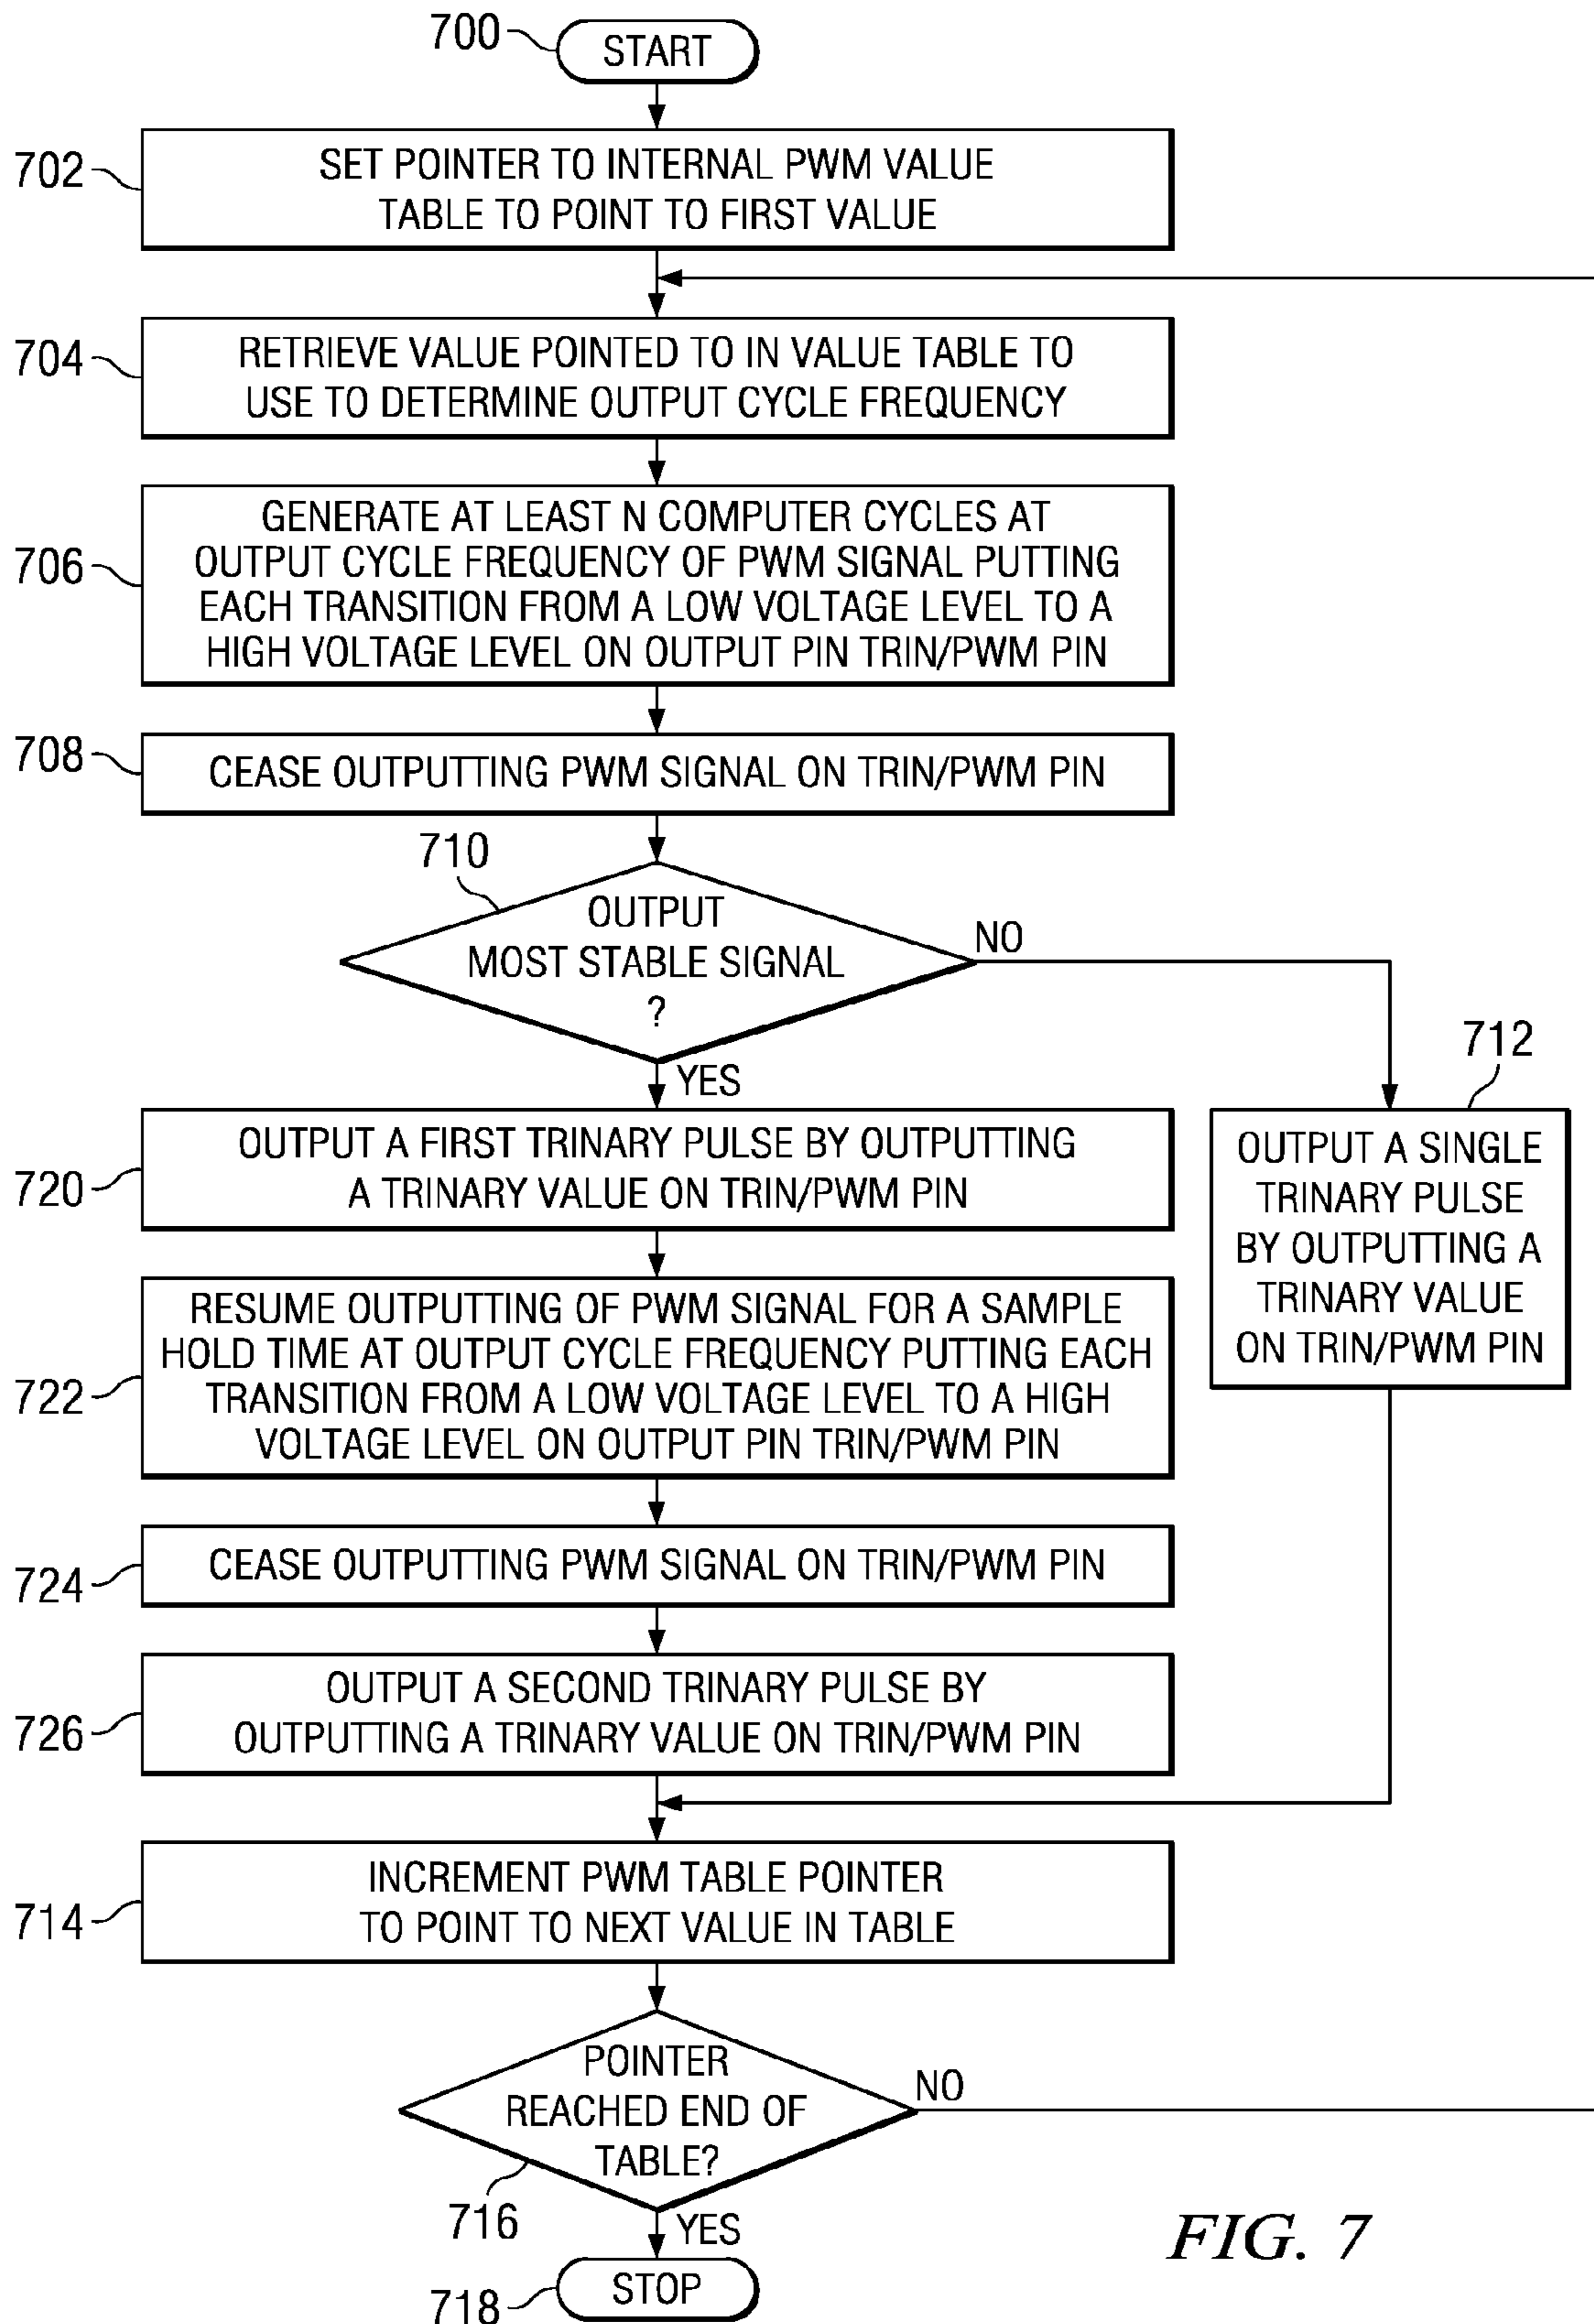 700
START
702
SET POINTER TO INTERNAL PWM VALUE
TABLE TO POINT TO FIRST VALUE
704
RETRIEVE VALUE POINTED TO IN VALUE TABLE TO
USE TO DETERMINE OUTPUT CYCLE FREQUENCY
706
GENERATE AT LEAST N COMPUTER CYCLES AT
OUTPUT CYCLE FREQUENCY OF PWM SIGNAL PUTTING
EACH TRANSITION FROM A LOW VOLTAGE LEVEL TO A
HIGH VOLTAGE LEVEL ON OUTPUT PIN TRIN/PWM PIN
708
CEASE OUTPUTTING PWM SIGNAL ON TRIN/PWM PIN
710
OUTPUT
MOST STABLE SIGNAL
?
NO
YES
712
OUTPUT A SINGLE
TRINARY PULSE
BY OUTPUTTING A
TRINARY VALUE
ON TRIN/PWM PIN
720
OUTPUT A FIRST TRINARY PULSE BY OUTPUTTING
A TRINARY VALUE ON TRIN/PWM PIN
722
RESUME OUTPUTTING OF PWM SIGNAL FOR A SAMPLE
HOLD TIME AT OUTPUT CYCLE FREQUENCY PUTTING EACH
TRANSITION FROM A LOW VOLTAGE LEVEL TO A HIGH
VOLTAGE LEVEL ON OUTPUT PIN TRIN/PWM PIN
724
CEASE OUTPUTTING PWM SIGNAL ON TRIN/PWM PIN
726
OUTPUT A SECOND TRINARY PULSE BY
OUTPUTTING A TRINARY VALUE ON TRIN/PWM PIN
714
INCREMENT PWM TABLE POINTER
TO POINT TO NEXT VALUE IN TABLE
POINTER
REACHED END OF
TABLE?
NO
716
YES
718
STOP
FIG. 7